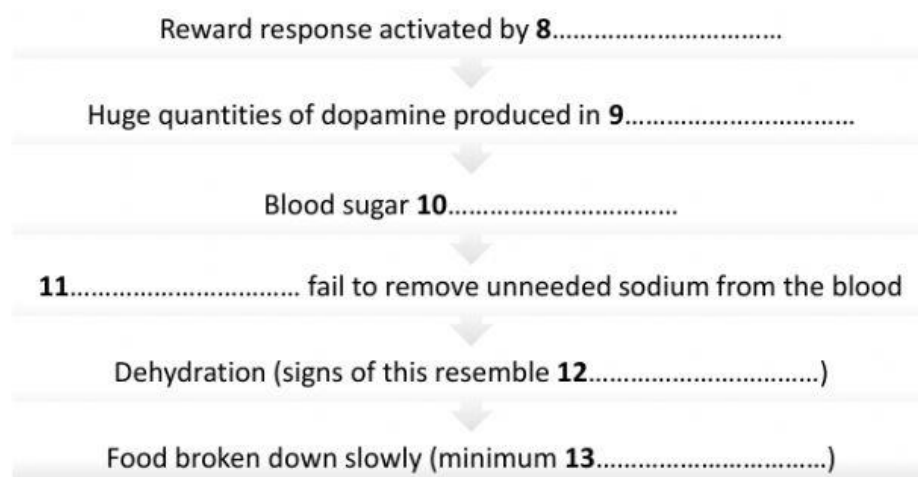 Reward response activated by 8.................................
Huge quantities of dopamine produced in 9.................................
Blood sugar 10.................................
11................................. fail to remove unneeded sodium from the blood
Dehydration (signs of this resemble 12.................................)
Food broken down slowly (minimum 13.................................)